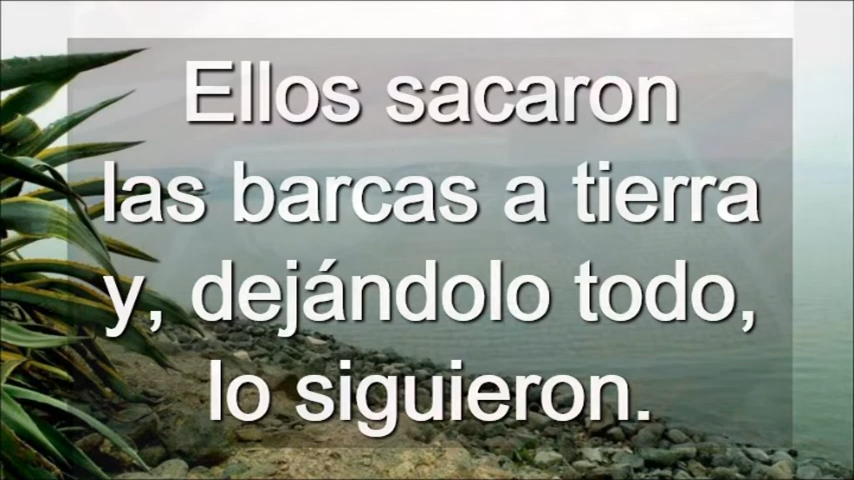 Ellos sacaron
las barcas a tierra
y, dejándolo todo,
lo siguieron.